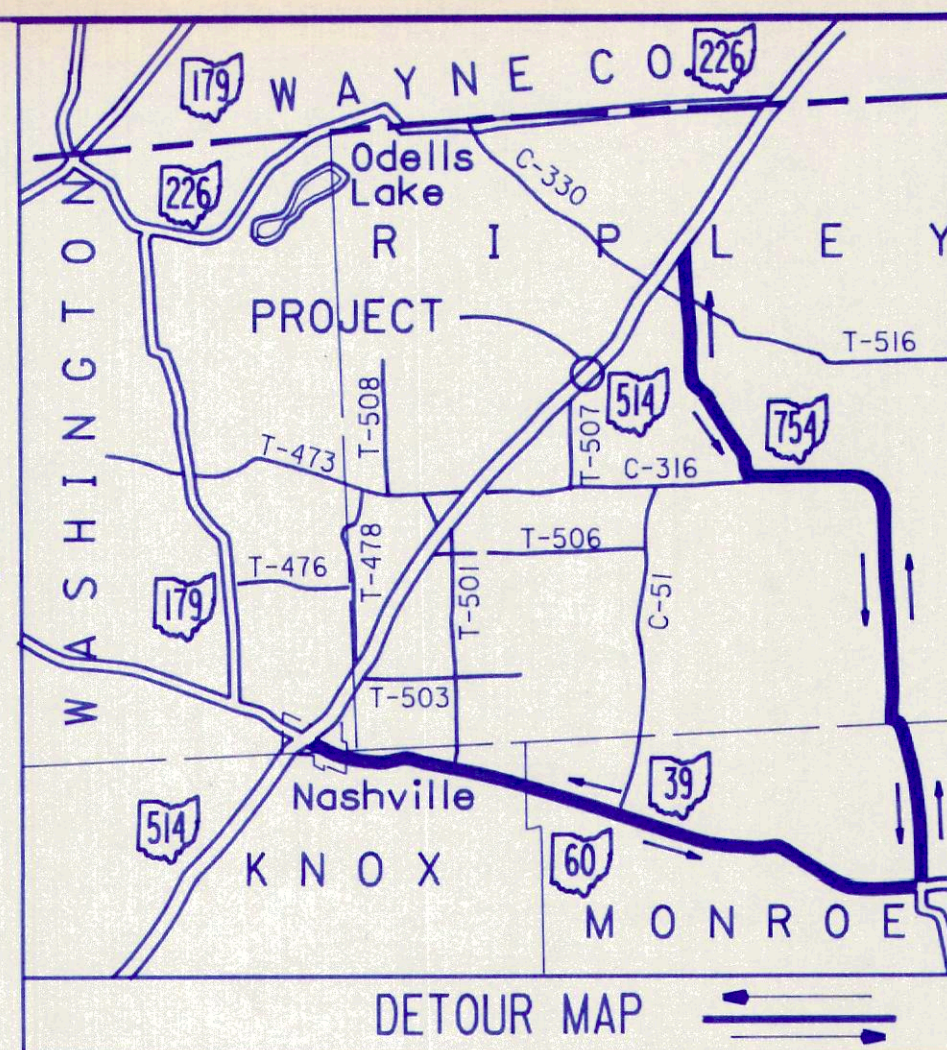 179
WAYNE CO.
226
226
Odells
Lake
C-330
RIPLEY
WASHINGTON
PROJECT
T-516
T-508
514
T-507
754
T-473
C-316
T-478
T-506
T-476
T-501
C-51
179
T-503
39
Nashville
514
60
KNOX
MONROE
DETOUR MAP